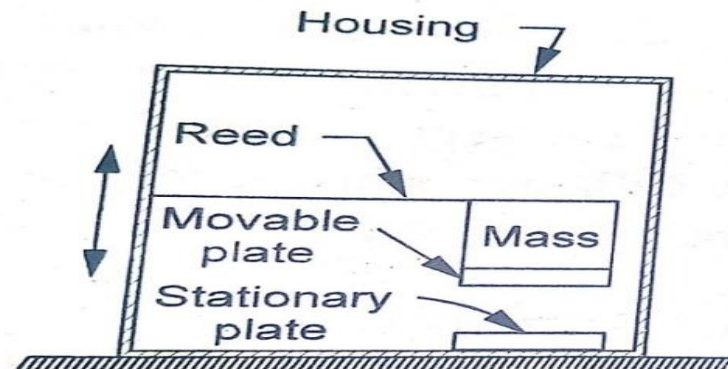 Housing
Reed
Movable
plate
Mass
Stationary
plate